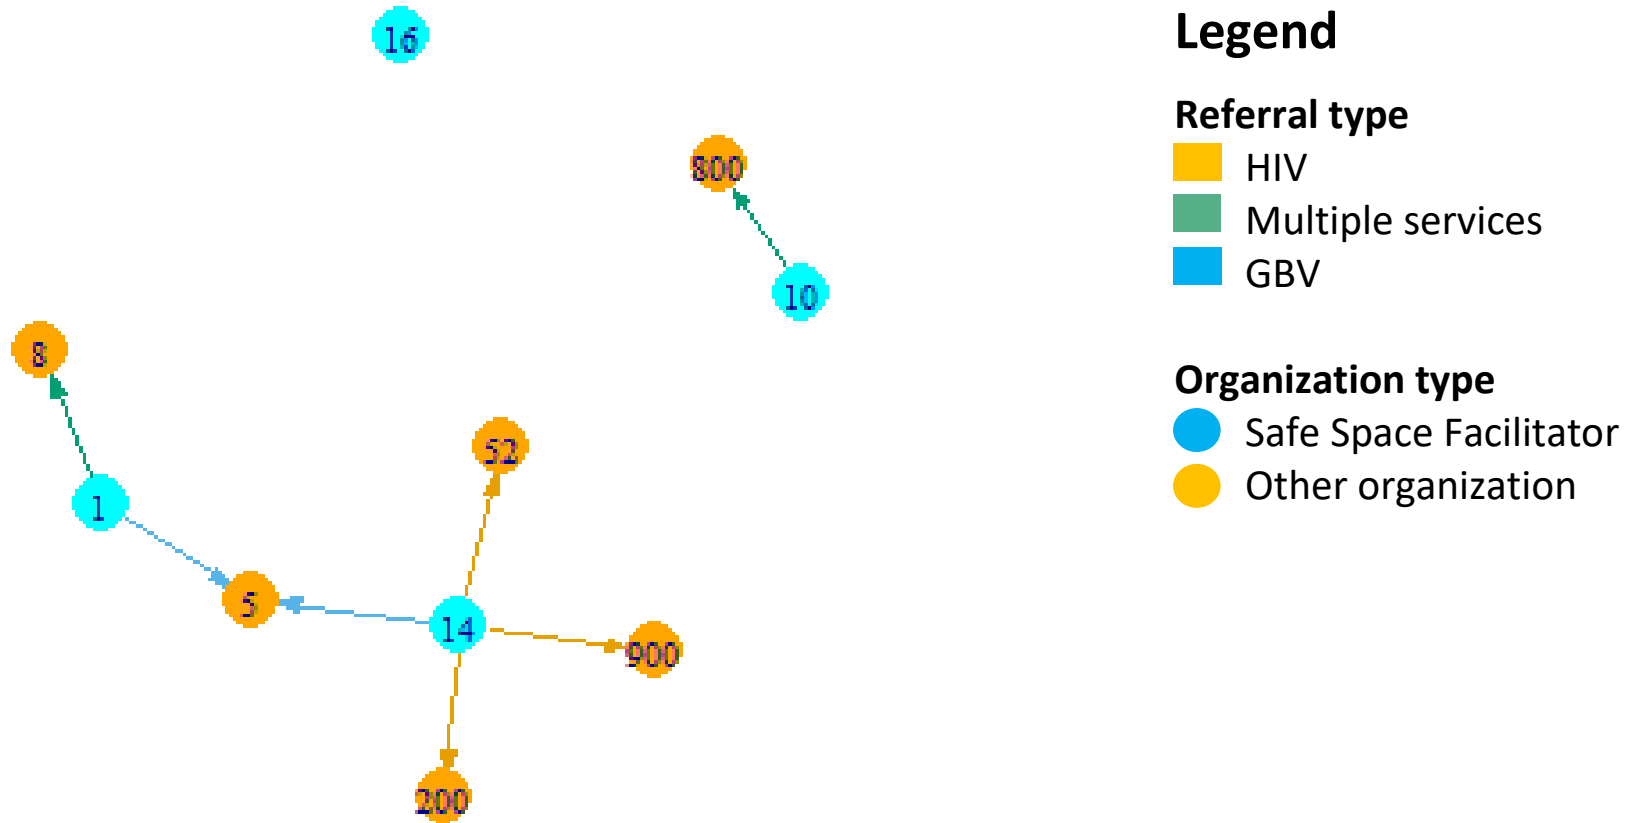 16
800
10
8
52
1
5
14
900
200
Legend
Referral type
HIV
Multiple services
GBV
Organization type
Safe Space Facilitator
Other organization